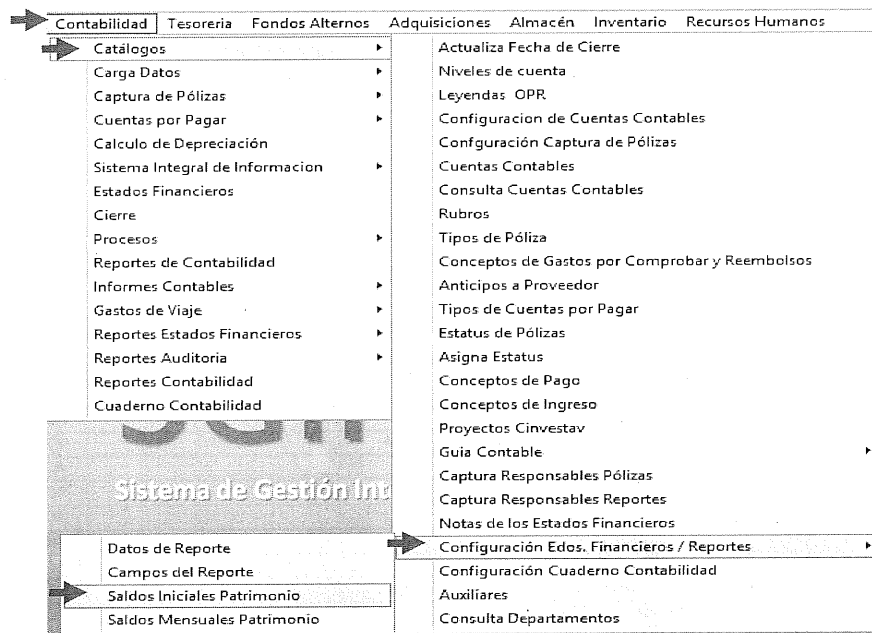 Contabilidad Tesoreria Fondos Alternos Adquisiciones Almacén Inventario Recursos Humanos
Catálogos
Carga Datos
Captura de Pólizas
Cuentas por Pagar
Calculo de Depreciación
Sistema Integral de Informacion
Estados Financieros
Cierre
Procesos
Reportes de Contabilidad
Informes Contables
Gastos de Viaje
Reportes Estados Financieros
Reportes Auditoria
Reportes Contabilidad
Cuaderno Contabilidad
Actualiza Fecha de Cierre
Niveles de cuenta
Leyendas OPR
Configuracion de Cuentas Contables
Confguración Captura de Pólizas
Cuentas Contables
Consulta Cuentas Contables
Rubros
Tipos de Póliza
Conceptos de Gastos por Comprobar y Reembolsos
Anticipos a Proveedor
Tipos de Cuentas por Pagar
Estatus de Pólizas
Asigna Estatus
Conceptos de Pago
Conceptos de Ingreso
Proyectos Cinvestav
Guia Contable
Captura Responsables Pólizas
Captura Responsables Reportes
Notas de los Estados Financieros
Configuración Edos. Financieros / Reportes
Configuración Cuaderno Contabilidad
Auxiliares
Consulta Departamentos
Sistema de Gestión Int
Datos de Reporte
Campos del Reporte
Saldos Iniciales Patrimonio
Saldos Mensuales Patrimonio